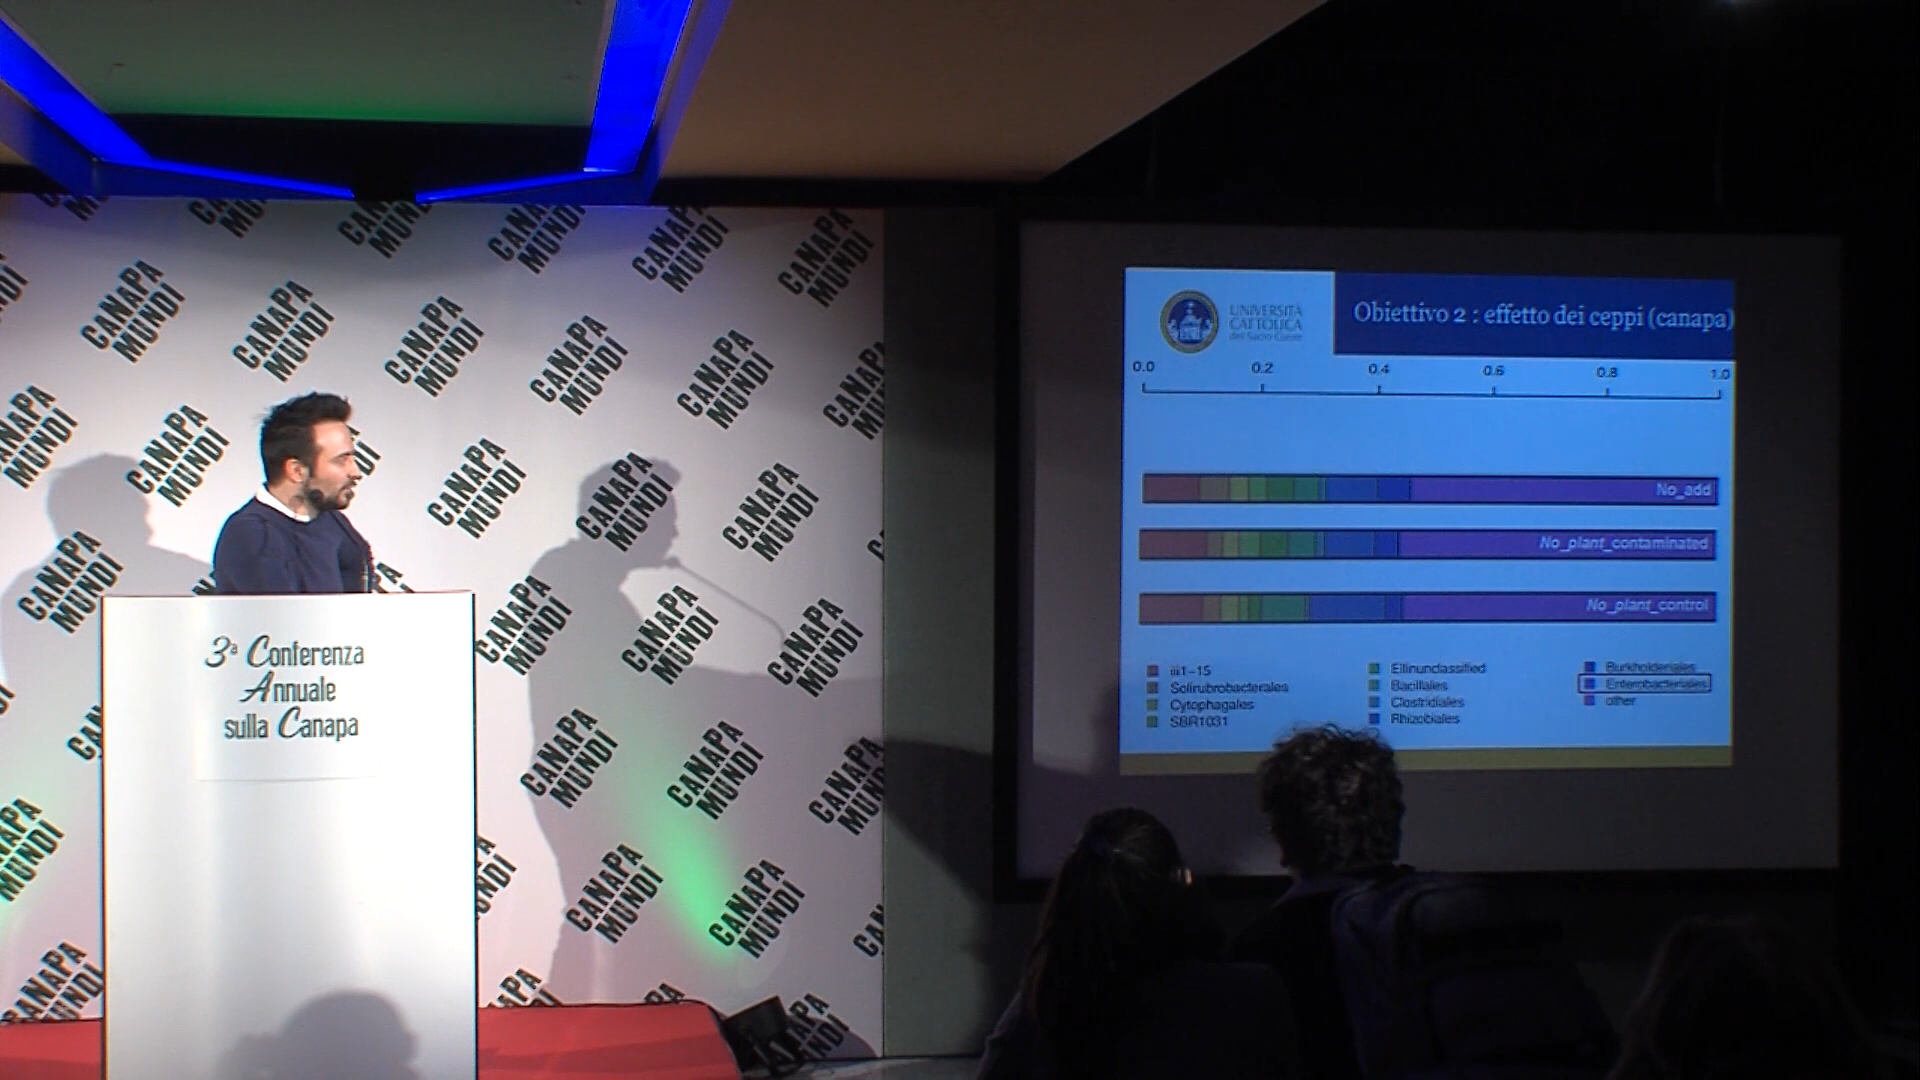 CANAPA
MUNDI
3ª Conferenza
Annuale
sulla Canapa
UNIVERSITÀ
CATTOLICA
del Sacro Cuore
Obiettivo 2 : effetto dei ceppi (canapa)
0.0 0.2 0.4 0.6 0.8 1.0
No_add
No_plant_contaminated
No_plant_control
iii1-15
Solirubrobacterales
Cytophagales
SBR1031
Ellinunclassified
Bacillales
Clostridiales
Rhizobiales
Burkholderiales
Enterobacteriales
other